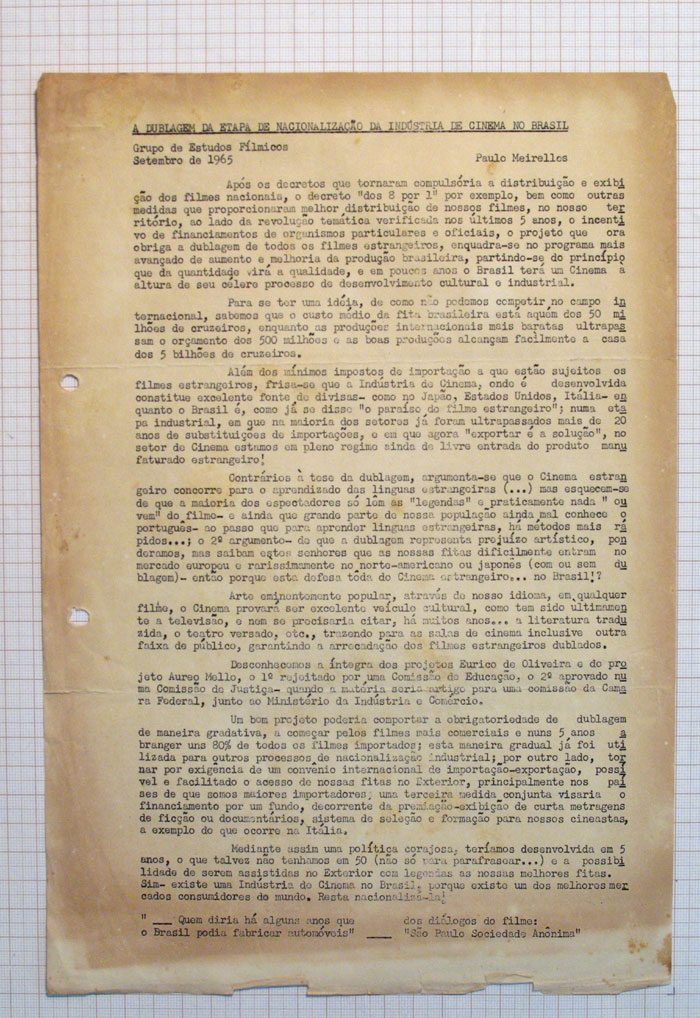 A DUBLAGEM DA ETAPA DE NACIONALIZAÇÃO DA INDÚSTRIA DE CINEMA NO BRASIL
Grupo de Estudos Fílmicos
Setembro de 1965 Paulo Meirelles
Após os decretos que tornaram compulsória a distribuição e exibi
ção dos filmes nacionais, o decreto "dos 8 por 1" por exemplo, bem como outras
medidas que proporcionaram melhor distribuição de nossos filmes, no nosso ter
ritório, ao lado da revolução temática verificada nos últimos 5 anos, o incenti
vo de financiamentos de organismos particulares e oficiais, o projeto que ora
obriga a dublagem de todos os filmes estrangeiros, enquadra-se no programa mais
avançado de aumento e melhoria da produção brasileira, partindo-se do princípio
que da quantidade virá a qualidade, e em poucos anos o Brasil terá um Cinema à
altura de seu célere processo de desenvolvimento cultural e industrial.
Para se ter uma idéia, de como não podemos competir no campo in
ternacional, sabemos que o custo médio da fita brasileira está aquém dos 50 mi
lhões de cruzeiros, enquanto as produções internacionais mais baratas ultrapas
sam o orçamento dos 500 milhões e as boas produções alcançam facilmente a casa
dos 5 bilhões de cruzeiros.
Além dos mínimos impostos de importação a que estão sujeitos os
filmes estrangeiros, frisa-se que a Indústria de Cinema, onde é desenvolvida
constitue excelente fonte de divisas- como no Japão, Estados Unidos, Itália- en
quanto o Brasil é, como já se disse "o paraíso do filme estrangeiro"; numa eta
pa industrial, em que na maioria dos setores já foram ultrapassados mais de 20
anos de substituições de importações, e em que agora "exportar é a solução", no
setor de Cinema estamos em pleno regime ainda de livre entrada do produto manu
faturado estrangeiro!
Contrários à tese da dublagem, argumenta-se que o Cinema estran
geiro concorre para o aprendizado das línguas estrangeiras (...) mas esquecem-se
de que a maioria dos espectadores só lêm as "legendas" e praticamente nada " ou
vem" do filme- e ainda que grande parte de nossa população ainda mal conhece o
português- ao passo que para aprender línguas estrangeiras, há métodos mais rá
pidos...; o 2º argumento- de que a dublagem representa prejuízo artístico, pon
deramos, mas saibam estes senhores que as nossas fitas dificilmente entram no
mercado europeu e raríssimamente no norte-americano ou japonês (com ou sem du
blagem)- então porque esta defesa tôda do Cinema estrangeiro... no Brasil!?
Arte eminentemente popular, através de nosso idioma, em qualquer
filme, o Cinema provará ser excelente veículo cultural, como tem sido ultimamen
te a televisão, e nem se precisaria citar, há muitos anos... a literatura tradu
zida, o teatro versado, etc., trazendo para as salas de cinema inclusive outra
faixa de público, garantindo a arrecadação dos filmes estrangeiros dublados.
Desconhecemos a íntegra dos projetos Eurico de Oliveira e do pro
jeto Aureo Mello, o 1º rejeitado por uma Comissão de Educação, o 2º aprovado nu
ma Comissão de Justiça- quando a matéria seria artigo para uma comissão da Cama
ra Federal, junto ao Ministério da Indústria e Comércio.
Um bom projeto poderia comportar a obrigatoriedade de dublagem
de maneira gradativa, a começar pelos filmes mais comerciais e nuns 5 anos a
branger uns 80% de todos os filmes importados; esta maneira gradual já foi uti
lizada para outros processos de nacionalização industrial; por outro lado, tor
nar por exigência de um convênio internacional de importação-exportação, possí
vel e facilitado o acesso de nossas fitas no Exterior, principalmente nos paí
ses de que somos maiores importadores; uma terceira medida conjunta visaria o
financiamento por um fundo, decorrente da premiação-exibição de curta metragens
de ficção ou documentários, sistema de seleção e formação para nossos cineastas,
a exemplo do que ocorre na Itália.
Mediante assim uma política corajosa, teríamos desenvolvida em 5
anos, o que talvez não tenhamos em 50 (não só para parafrasear...) e a possibi
lidade de serem assistidas no Exterior com legendas as nossas melhores fitas.
Sim- existe uma Indústria do Cinema no Brasil, porque existe um dos melhores mer
cados consumidores do mundo. Resta nacionalisá-la!
" __ Quem diria há alguns anos que dos diálogos do filme:
o Brasil podia fabricar automóveis" __ "São Paulo Sociedade Anônima"